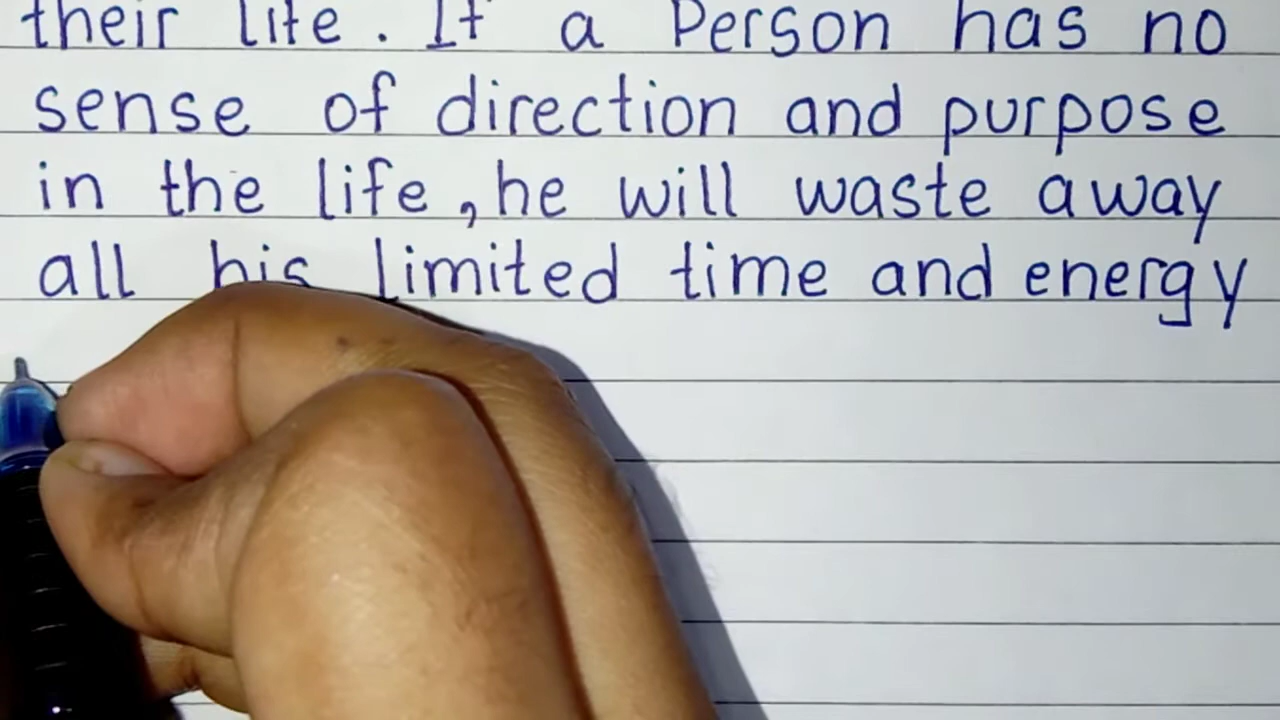 their life. If a Person has no
sense of direction and purpose
in the life, he will waste away
all his limited time and energy